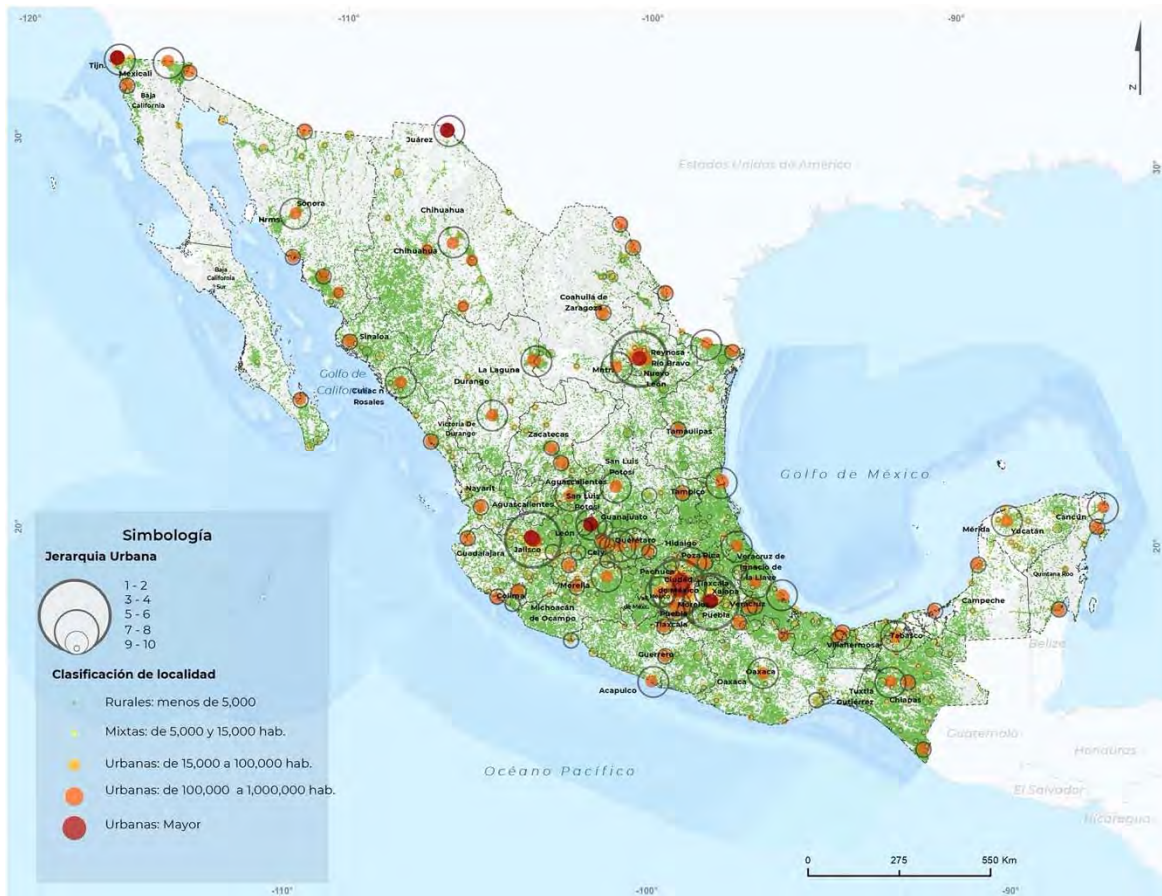 -120°
-110°
-100°
-90°
Z
30°
30°
20°
20°
-110°
-100°
-90°
Tijn.
Mexicali
Baja
California
Juárez
Estados Unidos de América
Sonora
Hrms.
Chihuahua
Chihuahua
Baja
California
Sur
Coahuila de
Zaragoza
Sinaloa
Golfo de
California
La Laguna
Durango
Mntr.
Reynosa -
Río Bravo
Nuevo
León
Culiac n
Rosales
Victoria De
Durango
Zacatecas
Tamaulipas
San Luis
Potosí
Golfo de México
Nayarit
Aguascalientes
San Luis
Potosí
Tampico
Aguascalientes
Guanajuato
León
Guadalajara
Jalisco
Cely.
Querétaro
Hidalgo
Poza Rica
Mérida
Yucatán
Cancún
Quintana Roo
Pachuca
Veracruz de
Ignacio de
la Llave
Colima
Morelia
Michoacán
de Ocampo
Ciudad
de México
Tlaxcala
Xalapa
Morelos
Puebla
Puebla
Tlaxcala
Veracruz
Campeche
Guerrero
Acapulco
Oaxaca
Oaxaca
Villahermosa
Tabasco
Belize
Tuxtla
Gutiérrez
Chiapas
Guatemala
Honduras
El Salvador
Nicaragua
Océano Pacífico
Simbología
Jerarquia Urbana
1 - 2
3 - 4
5 - 6
7 - 8
9 - 10
Clasificación de localidad
Rurales: menos de 5,000
Mixtas: de 5,000 y 15,000 hab.
Urbanas: de 15,000 a 100,000 hab.
Urbanas: de 100,000 a 1,000,000 hab.
Urbanas: Mayor
0 275 550 Km